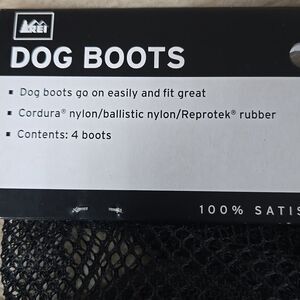 REI
DOG BOOTS
▪ Dog boots go on easily and fit great
▪ Cordura® nylon/ballistic nylon/Reprotek® rubber
▪ Contents: 4 boots
100% SATIS